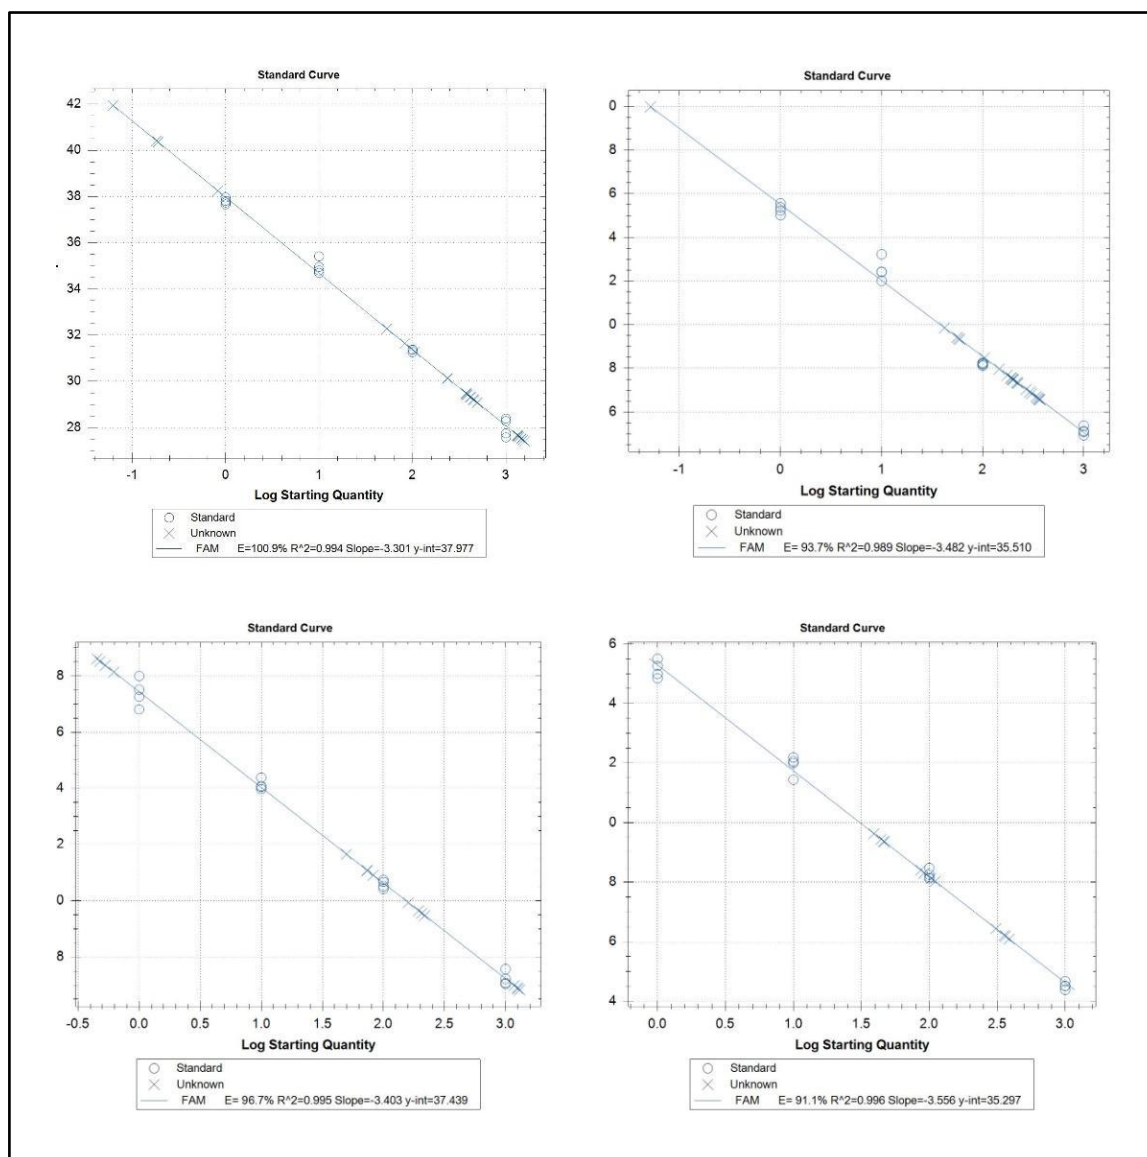 Standard Curve
42
40
38
36
34
32
30
28
-1 0 1 2 3
Log Starting Quantity
Standard
Unknown
FAM E=100.9% R^2=0.994 Slope=-3.301 y-int=37.977
Standard Curve
0
8
6
2
0
8
6
-1 0 1 2 3
Log Starting Quantity
Standard
Unknown
FAM E= 93.7% R^2=0.989 Slope=-3.482 y-int=35.510
Standard Curve
8
6
4
2
0
8
-0.5 0.0 0.5 1.0 1.5 2.0 2.5 3.0
Log Starting Quantity
Standard
Unknown
FAM E= 96.7% R^2=0.995 Slope=-3.403 y-int=37.439
Standard Curve
6
4
2
0
8
6
4
0.0 0.5 1.0 1.5 2.0 2.5 3.0
Log Starting Quantity
Standard
Unknown
FAM E= 91.1% R^2=0.996 Slope=-3.556 y-int=35.297